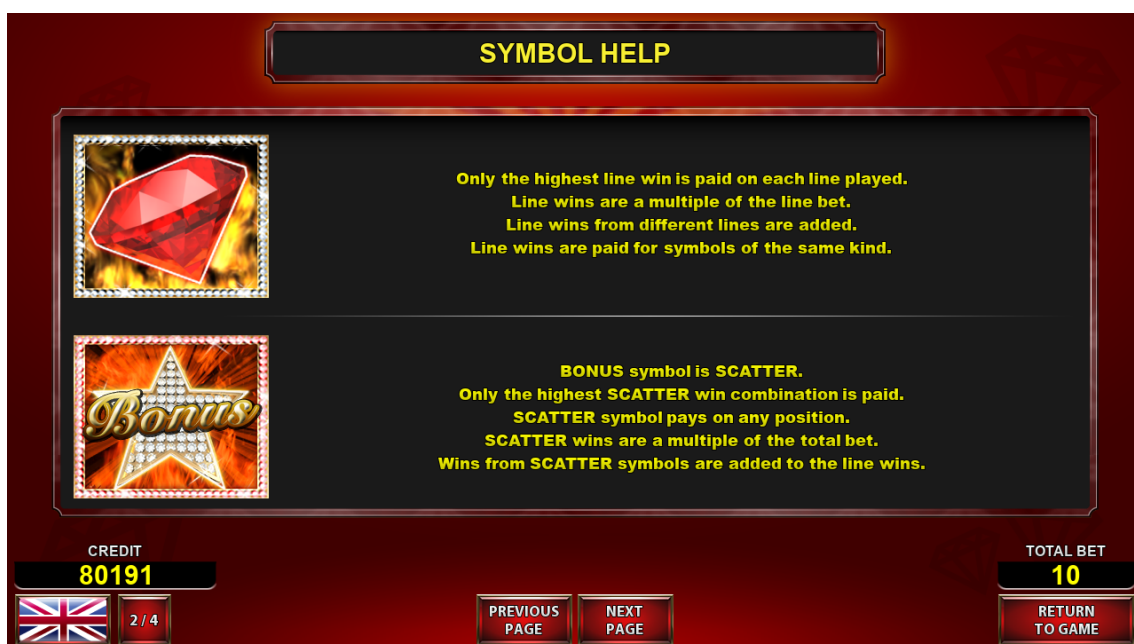 SYMBOL HELP
Only the highest line win is paid on each line played.
Line wins are a multiple of the line bet.
Line wins from different lines are added.
Line wins are paid for symbols of the same kind.
Bonus
BONUS symbol is SCATTER.
Only the highest SCATTER win combination is paid.
SCATTER symbol pays on any position.
SCATTER wins are a multiple of the total bet.
Wins from SCATTER symbols are added to the line wins.
CREDIT
80191
TOTAL BET
10
2 / 4
PREVIOUS
PAGE
NEXT
PAGE
RETURN
TO GAME